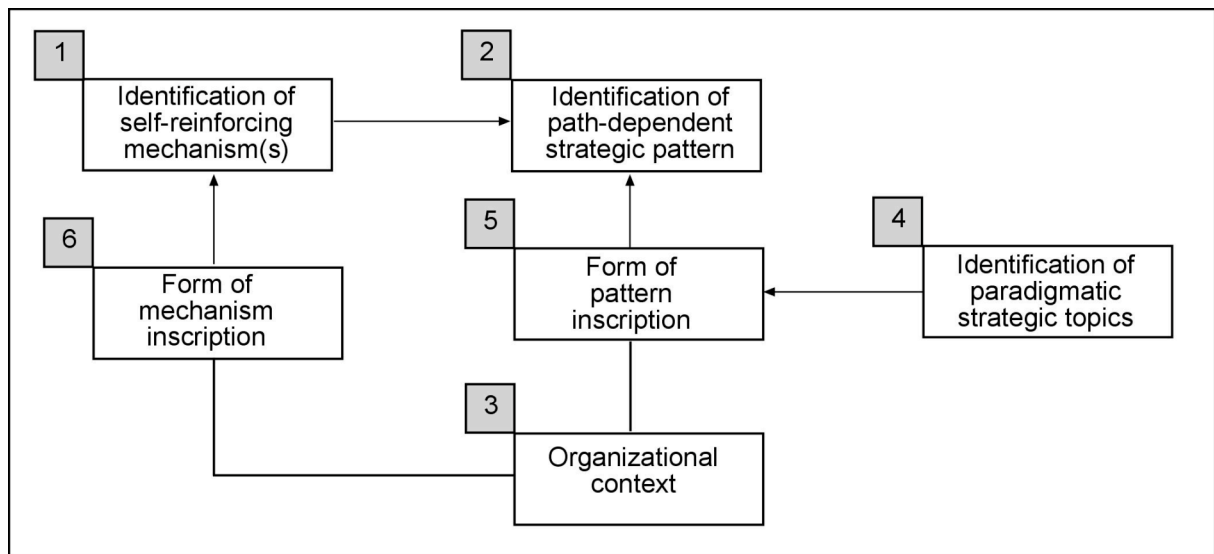 1
Identification of
self-reinforcing
mechanism(s)
2
Identification of
path-dependent
strategic pattern
6
Form of
mechanism
inscription
5
Form of
pattern
inscription
4
Identification of
paradigmatic
strategic topics
3
Organizational
context